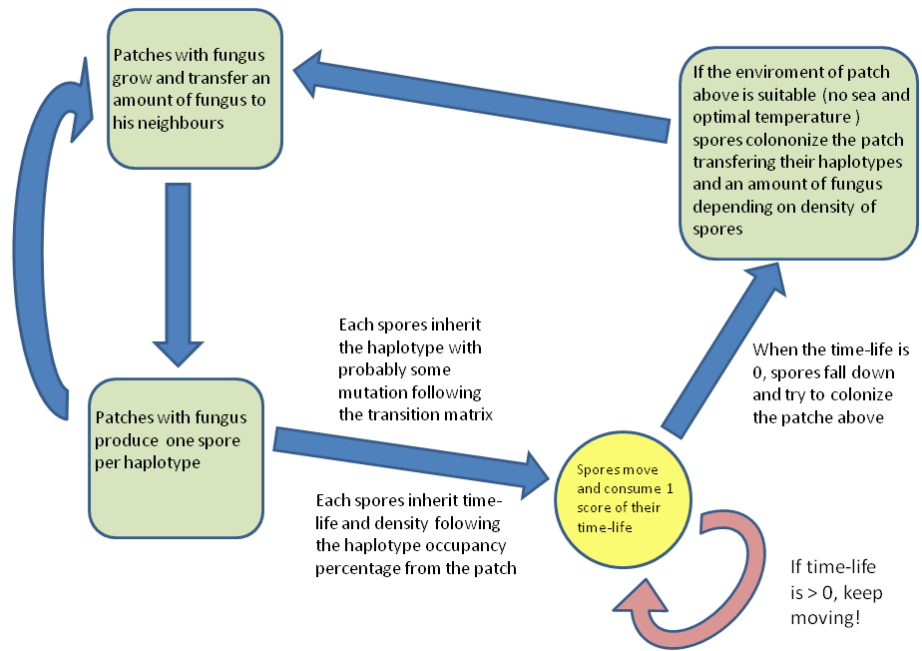 Patches with fungus
grow and transfer an
amount of fungus to
his neighbours
If the enviroment of patch
above is suitable (no sea and
optimal temperature )
spores colononize the patch
transfering their haplotypes
and an amount of fungus
depending on density of
spores
Each spores inherit
the haplotype with
probably some
mutation following
the transition matrix
When the time-life is
0, spores fall down
and try to colonize
the patche above
Patches with fungus
produce one spore
per haplotype
Spores move
and consume 1
score of their
time-life
Each spores inherit time-
life and density folowing
the haplotype occupancy
percentage from the patch
If time-life
is > 0, keep
moving!